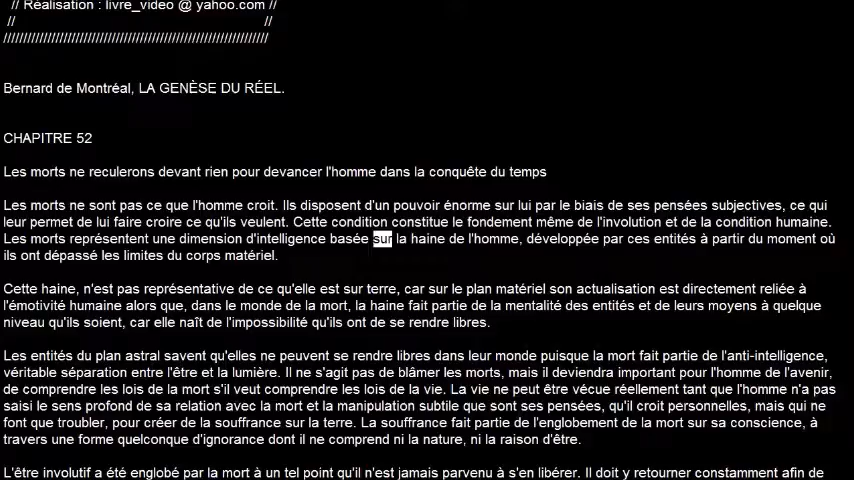 // Réalisation : livre_video @ yahoo.com //
// //
//////////////////////////////////////////////////////////////////
Bernard de Montréal, LA GENÈSE DU RÉEL.
CHAPITRE 52
Les morts ne reculerons devant rien pour devancer l'homme dans la conquête du temps
Les morts ne sont pas ce que l'homme croit. Ils disposent d'un pouvoir énorme sur lui par le biais de ses pensées subjectives, ce qui
leur permet de lui faire croire ce qu'ils veulent. Cette condition constitue le fondement même de l'involution et de la condition humaine.
Les morts représentent une dimension d'intelligence basée sur la haine de l'homme, développée par ces entités à partir du moment où
ils ont dépassé les limites du corps matériel.
Cette haine, n'est pas représentative de ce qu'elle est sur terre, car sur le plan matériel son actualisation est directement reliée à
l'émotivité humaine alors que, dans le monde de la mort, la haine fait partie de la mentalité des entités et de leurs moyens à quelque
niveau qu'ils soient, car elle naît de l'impossibilité qu'ils ont de se rendre libres.
Les entités du plan astral savent qu'elles ne peuvent se rendre libres dans leur monde puisque la mort fait partie de l'anti-intelligence,
véritable séparation entre l'être et la lumière. Il ne s'agit pas de blâmer les morts, mais il deviendra important pour l'homme de l'avenir,
de comprendre les lois de la mort s'il veut comprendre les lois de la vie. La vie ne peut être vécue réellement tant que l'homme n'a pas
saisi le sens profond de sa relation avec la mort et la manipulation subtile que sont ses pensées, qu'il croit personnelles, mais qui ne
font que troubler, pour créer de la souffrance sur la terre. La souffrance fait partie de l'englobement de la mort sur sa conscience, à
travers une forme quelconque d'ignorance dont il ne comprend ni la nature, ni la raison d'être.
L'être involutif a été englobé par la mort à un tel point qu'il n'est jamais parvenu à s'en libérer. Il doit y retourner constamment afin de